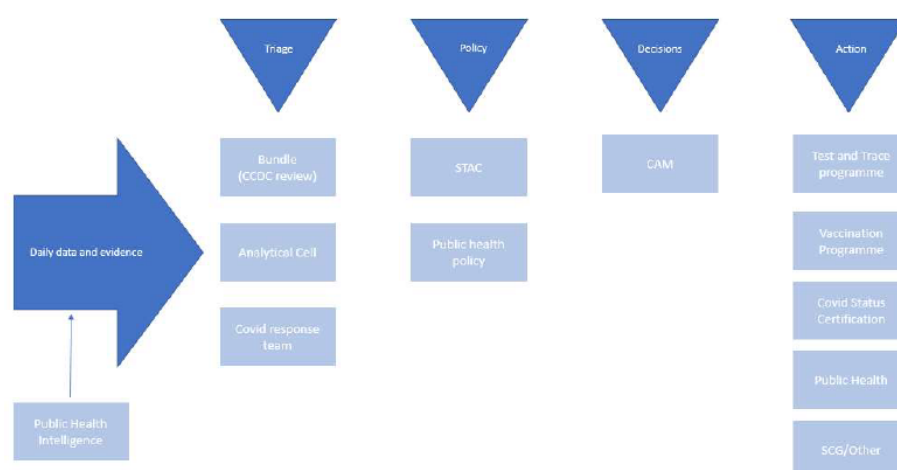 Triage
Policy
Decisions
Action
Bundle
(CCDC review)
STAC
CAM
Test and Trace
programme
Daily data and evidence
Analytical Cell
Public health
policy
Vaccination
Programme
Covid response
team
Covid Status
Certification
Public Health
Public Health
Intelligence
SCG/Other